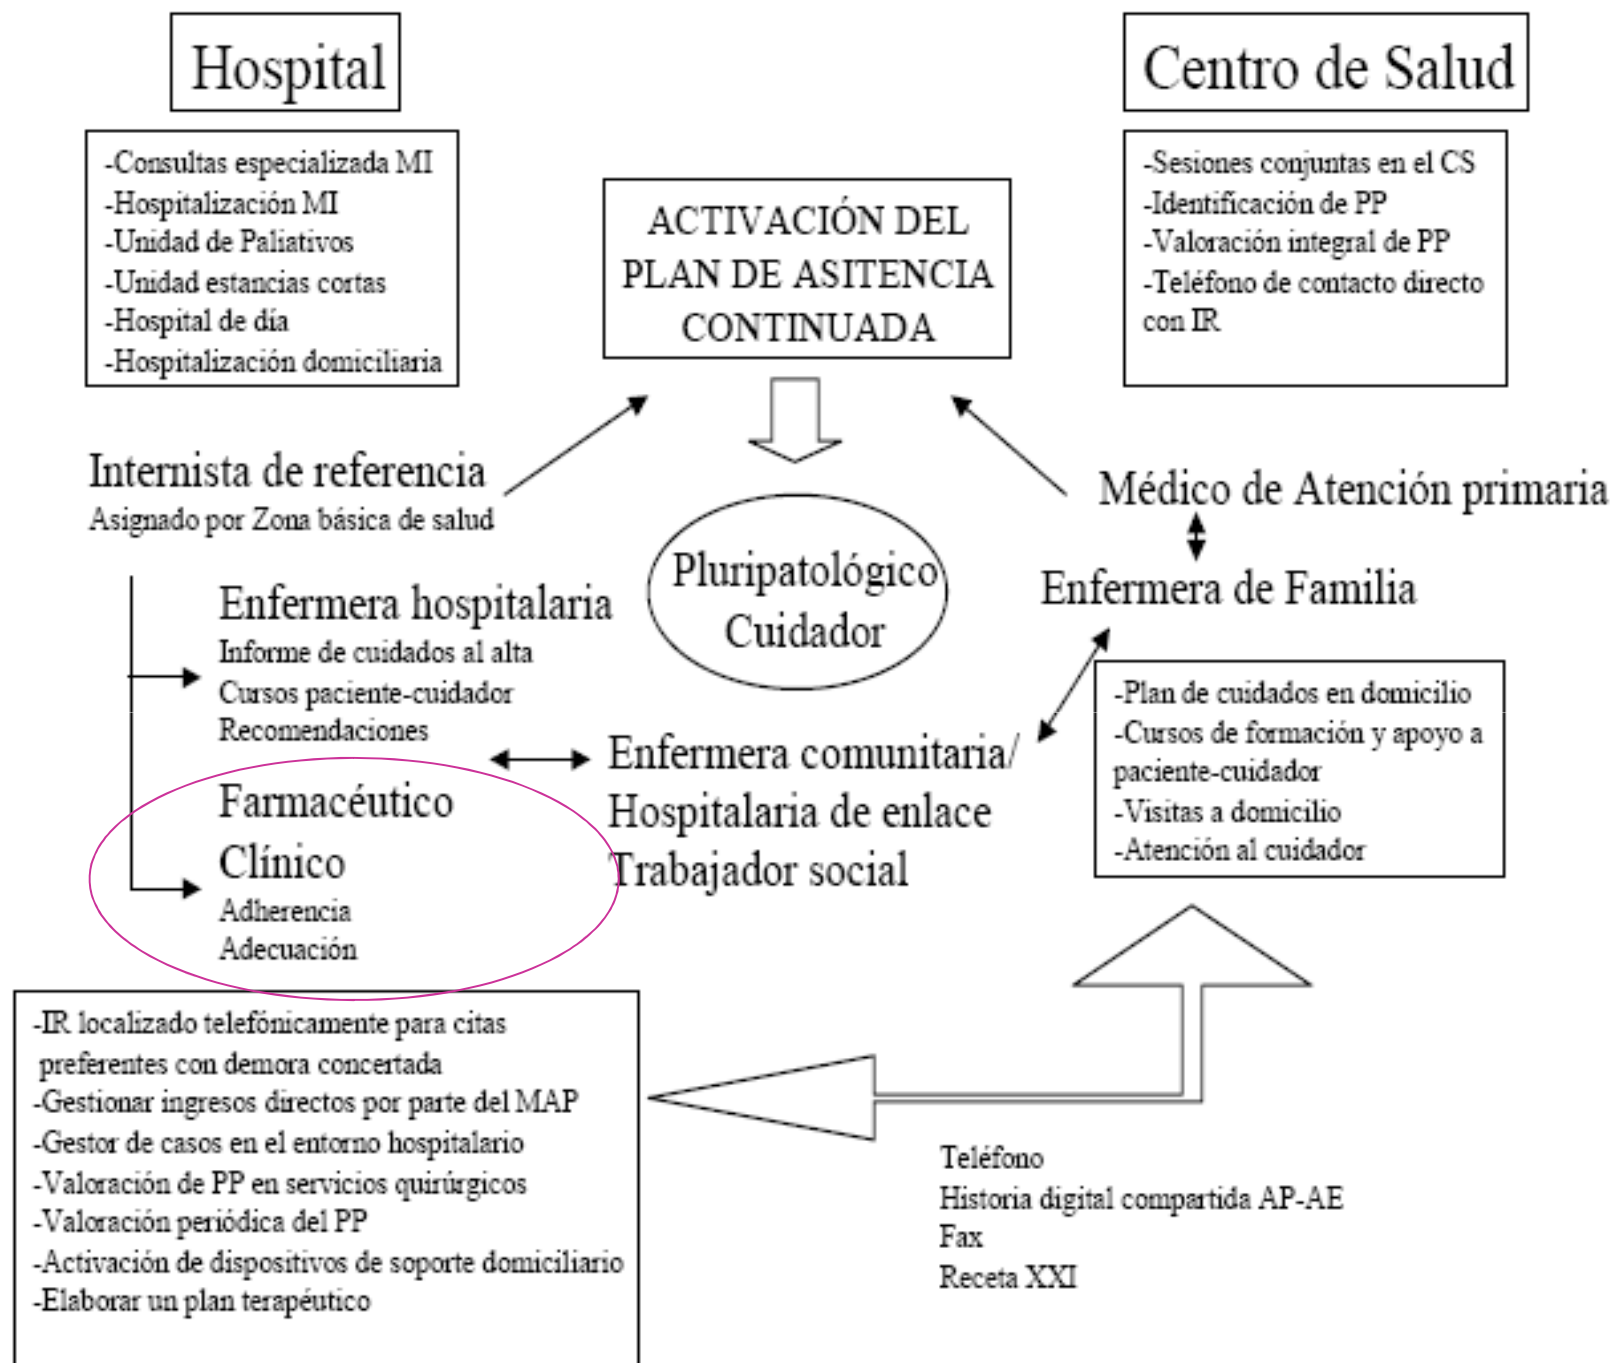 Hospital
Centro de Salud
-Consultas especializada MI
-Hospitalización MI
-Unidad de Paliativos
-Unidad estancias cortas
-Hospital de día
-Hospitalización domiciliaria
ACTIVACIÓN DEL
PLAN DE ASITENCIA
CONTINUADA
-Sesiones conjuntas en el CS
-Identificación de PP
-Valoración integral de PP
-Teléfono de contacto directo
con IR
Internista de referencia
Asignado por Zona básica de salud
Médico de Atención primaria
Enfermera de Familia
Pluripatológico
Cuidador
Enfermera hospitalaria
Informe de cuidados al alta
Cursos paciente-cuidador
Recomendaciones
Farmacéutico
Clínico
Adherencia
Adecuación
Enfermera comunitaria/
Hospitalaria de enlace
Trabajador social
-Plan de cuidados en domicilio
-Cursos de formación y apoyo a
paciente-cuidador
-Visitas a domicilio
-Atención al cuidador
-IR localizado telefónicamente para citas
preferentes con demora concertada
-Gestionar ingresos directos por parte del MAP
-Gestor de casos en el entorno hospitalario
-Valoración de PP en servicios quirúrgicos
-Valoración periódica del PP
-Activación de dispositivos de soporte domiciliario
-Elaborar un plan terapéutico
Teléfono
Historia digital compartida AP-AE
Fax
Receta XXI